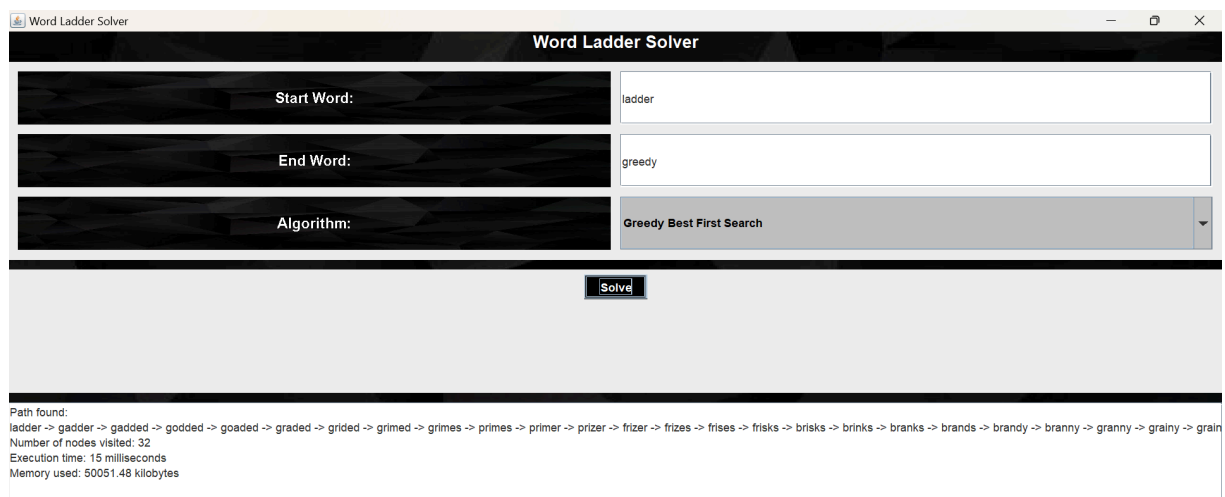 Word Ladder Solver
Word Ladder Solver
Start Word:
ladder
End Word:
greedy
Algorithm:
Greedy Best First Search
Solve
Path found:
ladder -> gadder -> gadded -> godded -> goaded -> graded -> grided -> grimed -> grimes -> primes -> primer -> prizer -> frizer -> frizes -> frises -> frisks -> brisks -> brinks -> branks -> brands -> brandy -> branny -> granny -> grainy -> grain
Number of nodes visited: 32
Execution time: 15 milliseconds
Memory used: 50051.48 kilobytes